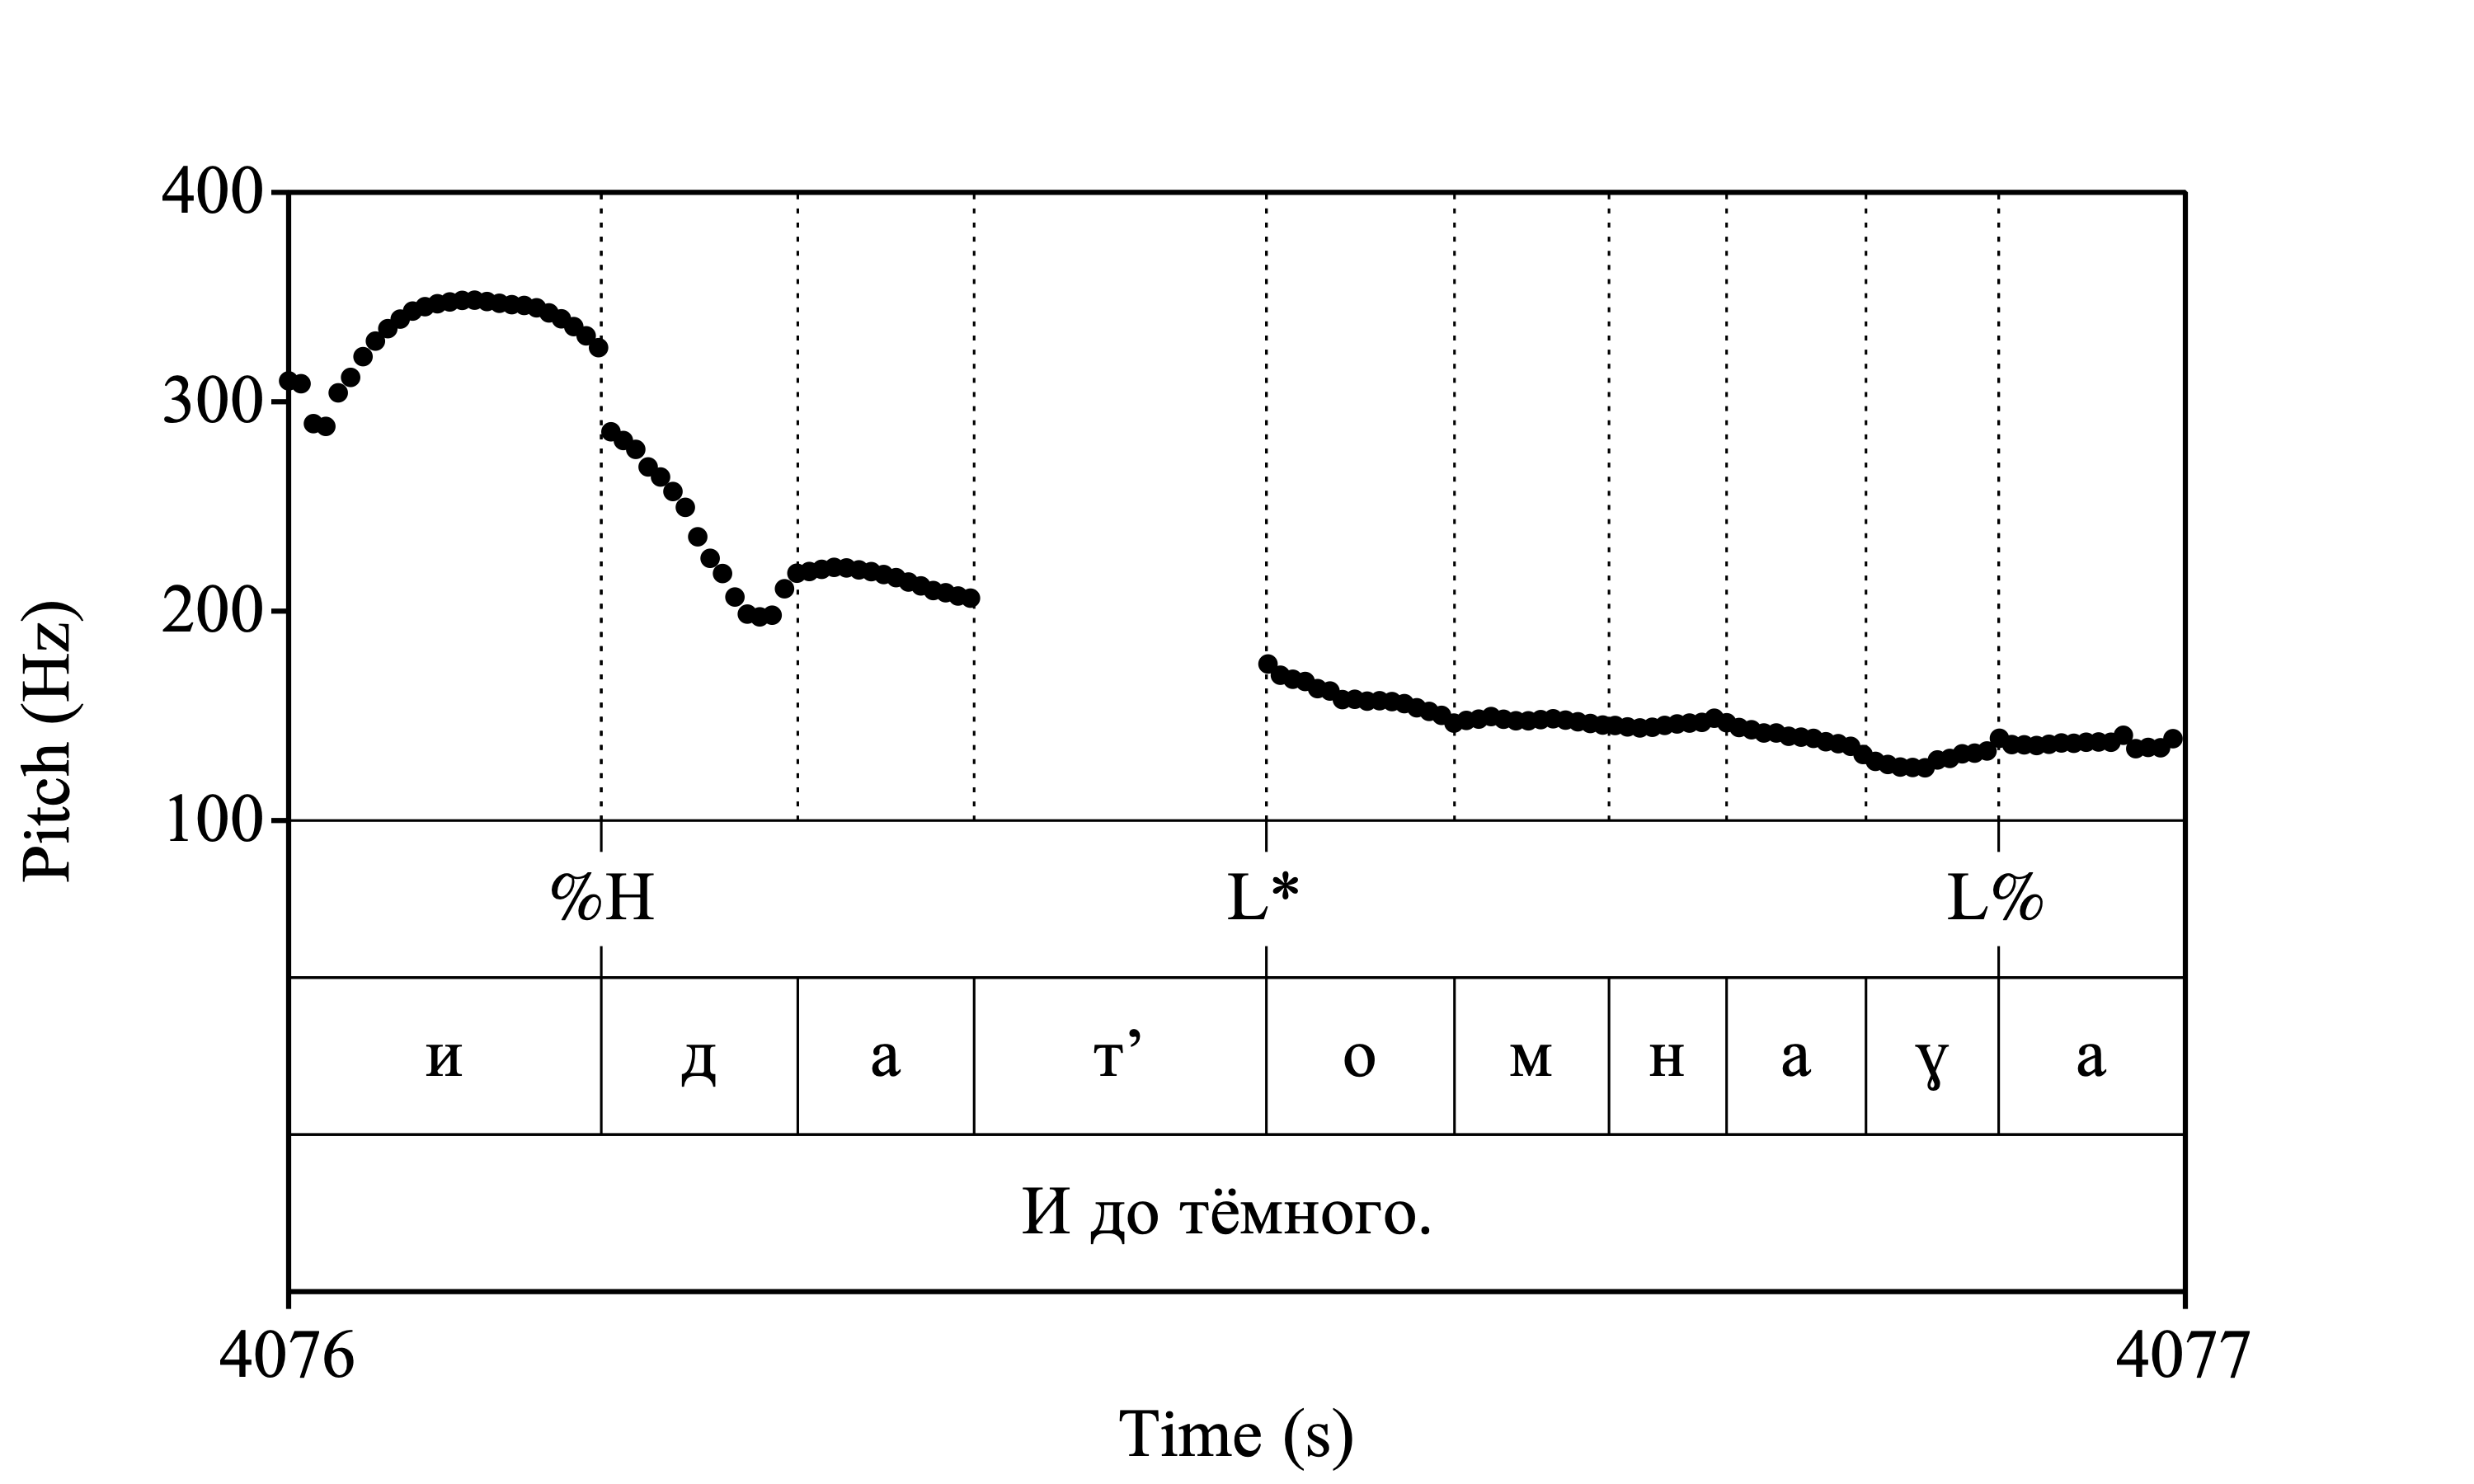 400
300
200
100
Pitch (Hz)
%H L* L%
и д а т’ о м н а ɣ а
И до тёмного.
4076 4077
Time (s)